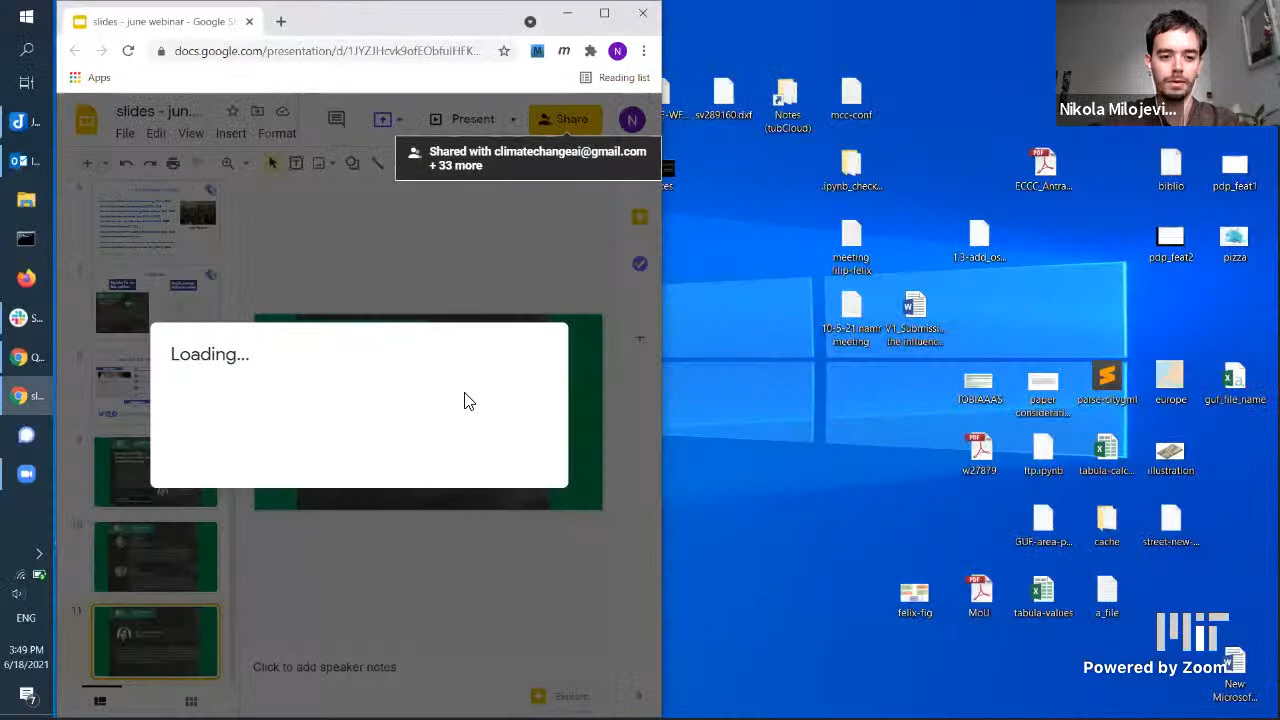 slides - june webinar - Google Sl
docs.google.com/presentation/d/1JYZJHcvk9ofEObfuIHFK...
M
m
N
Apps
Reading list
slides - jun...
Present
Share
N
File
Edit
View
Insert
Format
Shared with climatechangeai@gmail.com
+ 33 more
Loading...
10
11
Click to add speaker notes
Explore
S...
Q...
sl...
ENG
3:49 PM
6/18/2021
sv289160.dxf
Notes
(tubCloud)
mcc-conf
.ipynb_check...
ECCC_Antra...
biblio
pdp_feat1
meeting
filip-felix
1.3-add_os...
pdp_feat2
pizza
10-5-21.namr
meeting
V1_Submissi...
the influenc...
TOBIAAAS
paper
considerati...
parse-citygml
europe
guf_file_name
w27879
ftp.ipynb
tabula-calc...
illustration
GUF-area-p...
cache
street-new-...
felix-fig
MoU
tabula-values
a_file
New
Microsof...
Nikola Milojevi...
MIT
Powered by Zoom